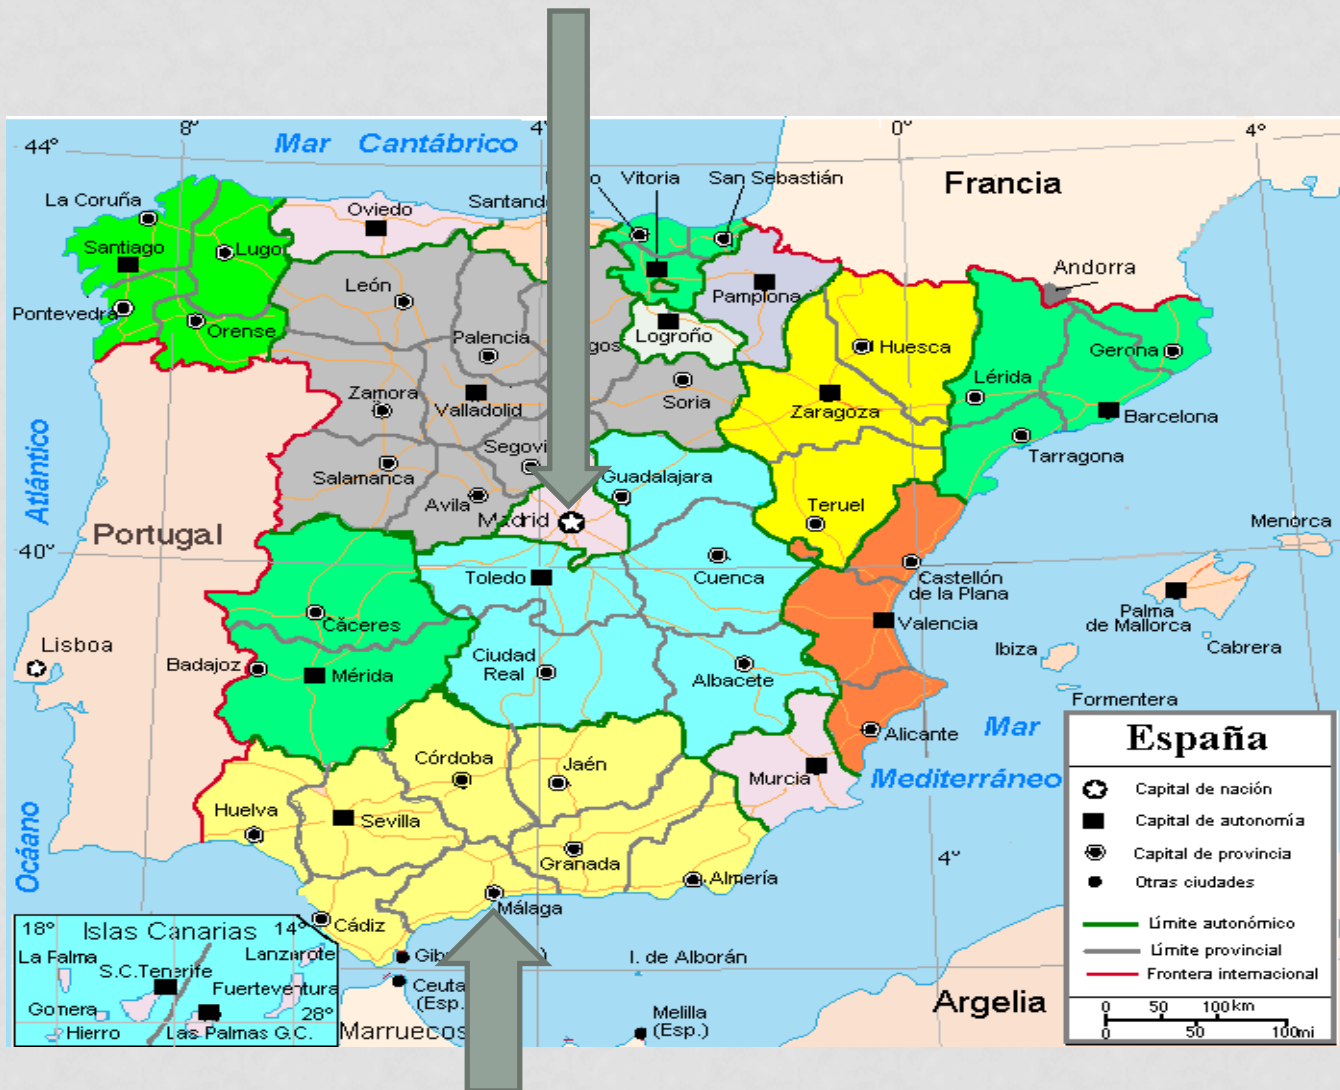 8°
4°
0°
4°
44°
Mar Cantábrico
Vitoria
San Sebastián
Francia
La Coruña
Oviedo
Santand
Santiago
Lugo
Andorra
León
Pamplona
Pontevedra
Orense
Palencia
gos
Logroño
Huesca
Gerona
Zamora
Valladolid
Soria
Lérida
Zaragoza
Barcelona
Segovi
Tarragona
Salamanca
Guadalajara
Avila
Madrid
Teruel
Atlántico
Portugal
Menorca
40°
Toledo
Cuenca
Castellón
de la Plana
Palma
de Mallorca
Cáceres
Valencia
Lisboa
Ibiza
Cabrera
Badajoz
Mérida
Ciudad
Real
Albacete
Formentera
Mar
Mediterráneo
Alicante
Córdoba
Jaén
Murcia
Huelva
Sevilla
Granada
Almería
4°
Ocáano
Málaga
Cádiz
Gib
)
I. de Alborán
Ceuta
(Esp.
Melilla
(Esp.)
Marruecos
Argelia
18°
Islas Canarias
14°
La Palma
Lanzarote
S.C.Tenerife
Fuerteventura
Gomera
28°
Hierro
Las Palmas G.C.
España
Capital de nación
Capital de autonomía
Capital de provincia
Otras ciudades
Límite autonómico
Límite provincial
Frontera internacional
0 50 100km
0 50 100mi